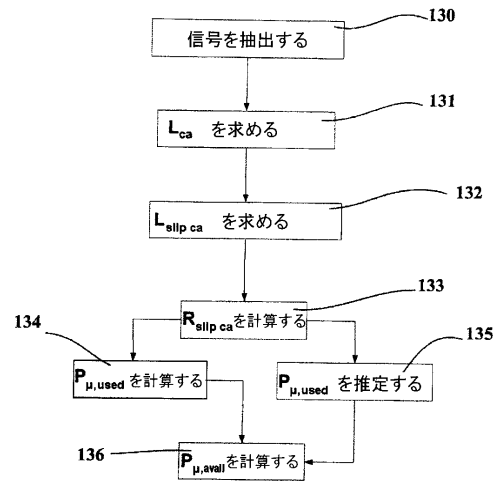 130
信号を抽出する
131
Lca を求める
132
Lslip ca を求める
133
Rslip caを計算する
134
Pμ,used を計算する
135
Pμ,used を推定する
136
Pμ,availを計算する